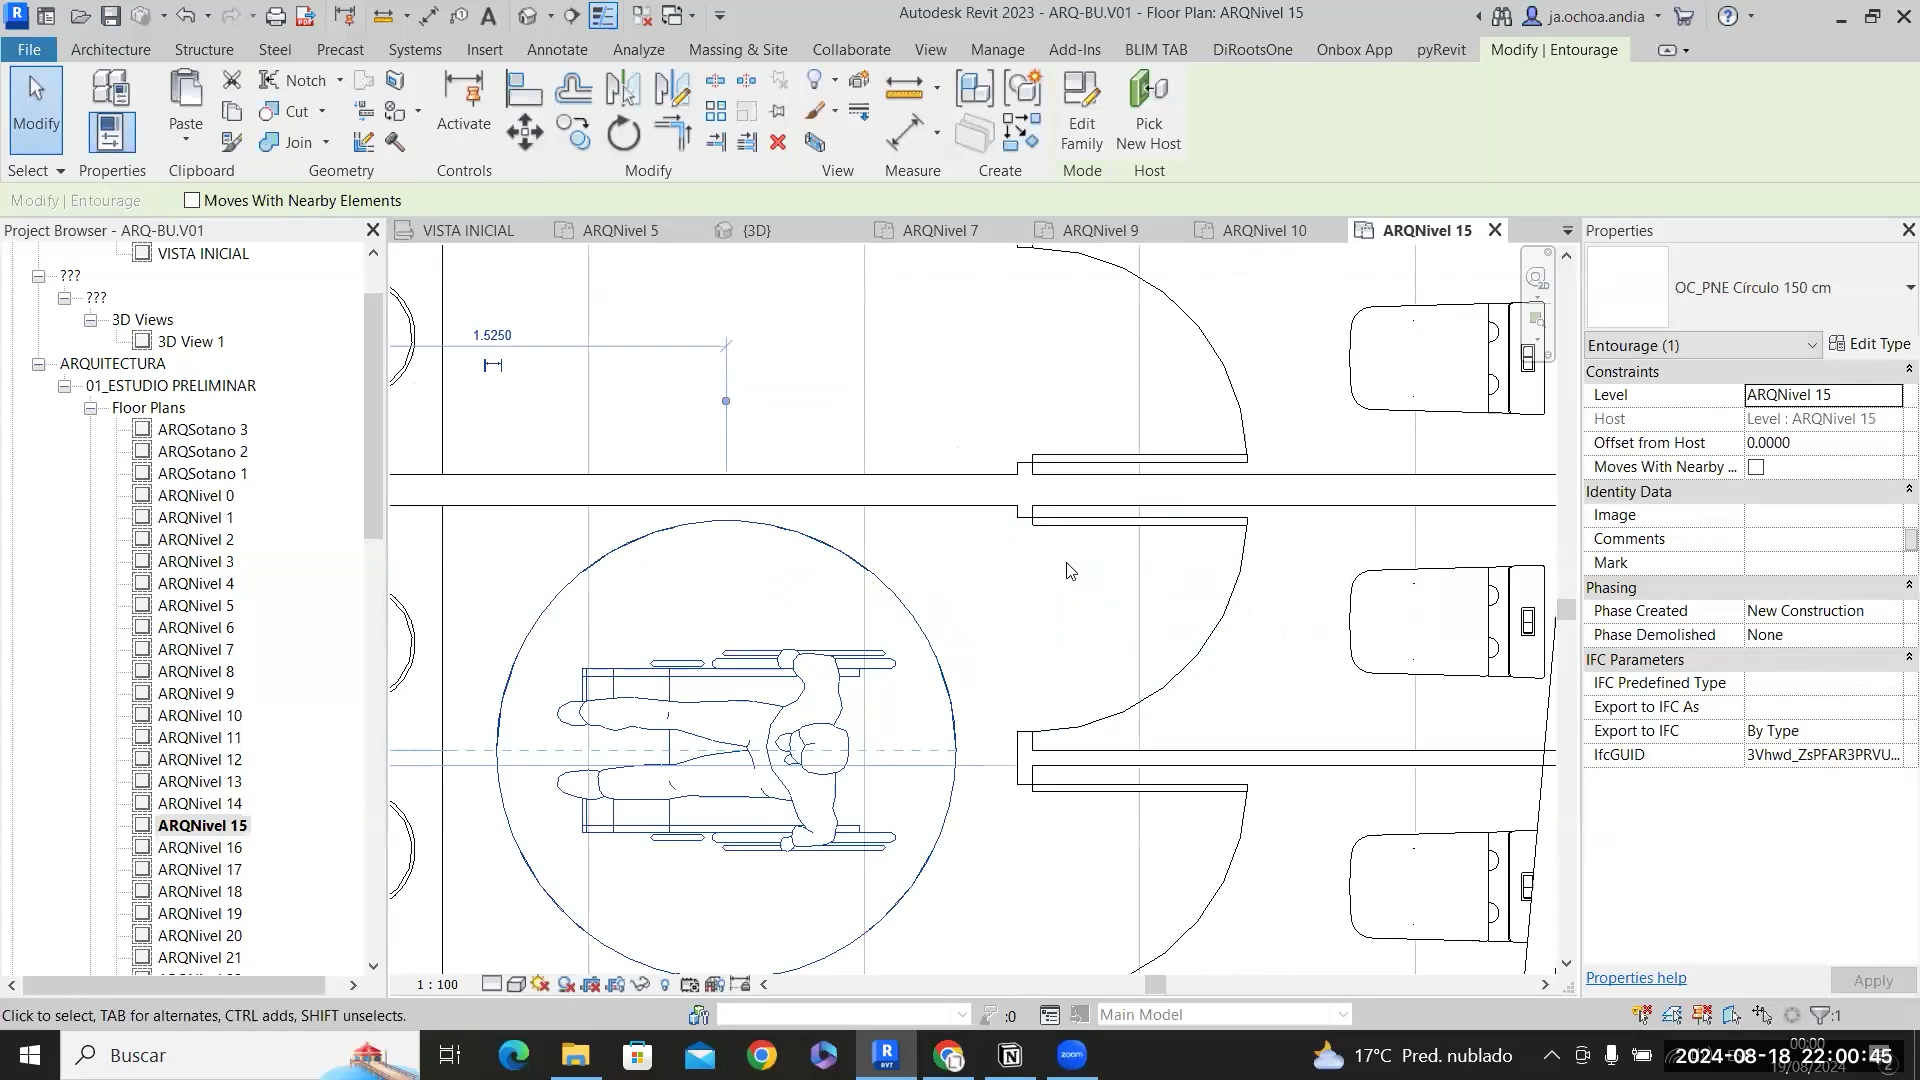 Autodesk Revit 2023 - ARQ-BU.V01 - Floor Plan: ARQNivel 15
ja.ochoa.andia
File Architecture Structure Steel Precast Systems Insert Annotate Analyze Massing & Site Collaborate View Manage Add-Ins BLIM TAB DiRootsOne Onbox App pyRevit Modify | Entourage
Modify Paste Notch Cut Join Activate Edit Family Pick New Host
Select Properties Clipboard Geometry Controls Modify View Measure Create Mode Host
Modify | Entourage Moves With Nearby Elements
Project Browser - ARQ-BU.V01
VISTA INICIAL
???
???
3D Views
3D View 1
ARQUITECTURA
01_ESTUDIO PRELIMINAR
Floor Plans
ARQSotano 3
ARQSotano 2
ARQSotano 1
ARQNivel 0
ARQNivel 1
ARQNivel 2
ARQNivel 3
ARQNivel 4
ARQNivel 5
ARQNivel 6
ARQNivel 7
ARQNivel 8
ARQNivel 9
ARQNivel 10
ARQNivel 11
ARQNivel 12
ARQNivel 13
ARQNivel 14
ARQNivel 15
ARQNivel 16
ARQNivel 17
ARQNivel 18
ARQNivel 19
ARQNivel 20
ARQNivel 21
VISTA INICIAL ARQNivel 5 {3D} ARQNivel 7 ARQNivel 9 ARQNivel 10 ARQNivel 15
1.5250
2D
1 : 100
Properties
OC_PNE Círculo 150 cm
Entourage (1) Edit Type
Constraints
Level ARQNivel 15
Host Level : ARQNivel 15
Offset from Host 0.0000
Moves With Nearby ...
Identity Data
Image
Comments
Mark
Phasing
Phase Created New Construction
Phase Demolished None
IFC Parameters
IFC Predefined Type
Export to IFC As
Export to IFC By Type
IfcGUID 3Vhwd_ZsPFAR3PRVU...
Properties help Apply
Click to select, TAB for alternates, CTRL adds, SHIFT unselects. :0 Main Model :1
Buscar
R
RVT
zoom
17°C Pred. nublado
00:00
2024-08-18 22:00:45
19/08/2024
2